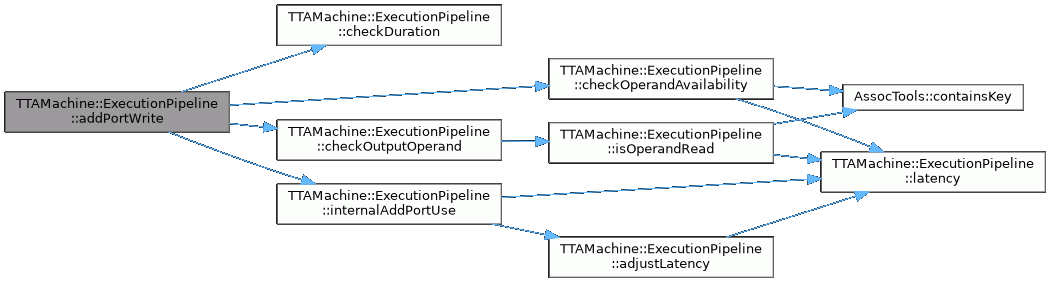 TTAMachine::ExecutionPipeline
::addPortWrite
TTAMachine::ExecutionPipeline
::checkDuration
TTAMachine::ExecutionPipeline
::checkOutputOperand
TTAMachine::ExecutionPipeline
::internalAddPortUse
TTAMachine::ExecutionPipeline
::checkOperandAvailability
TTAMachine::ExecutionPipeline
::isOperandRead
TTAMachine::ExecutionPipeline
::adjustLatency
AssocTools::containsKey
TTAMachine::ExecutionPipeline
::latency